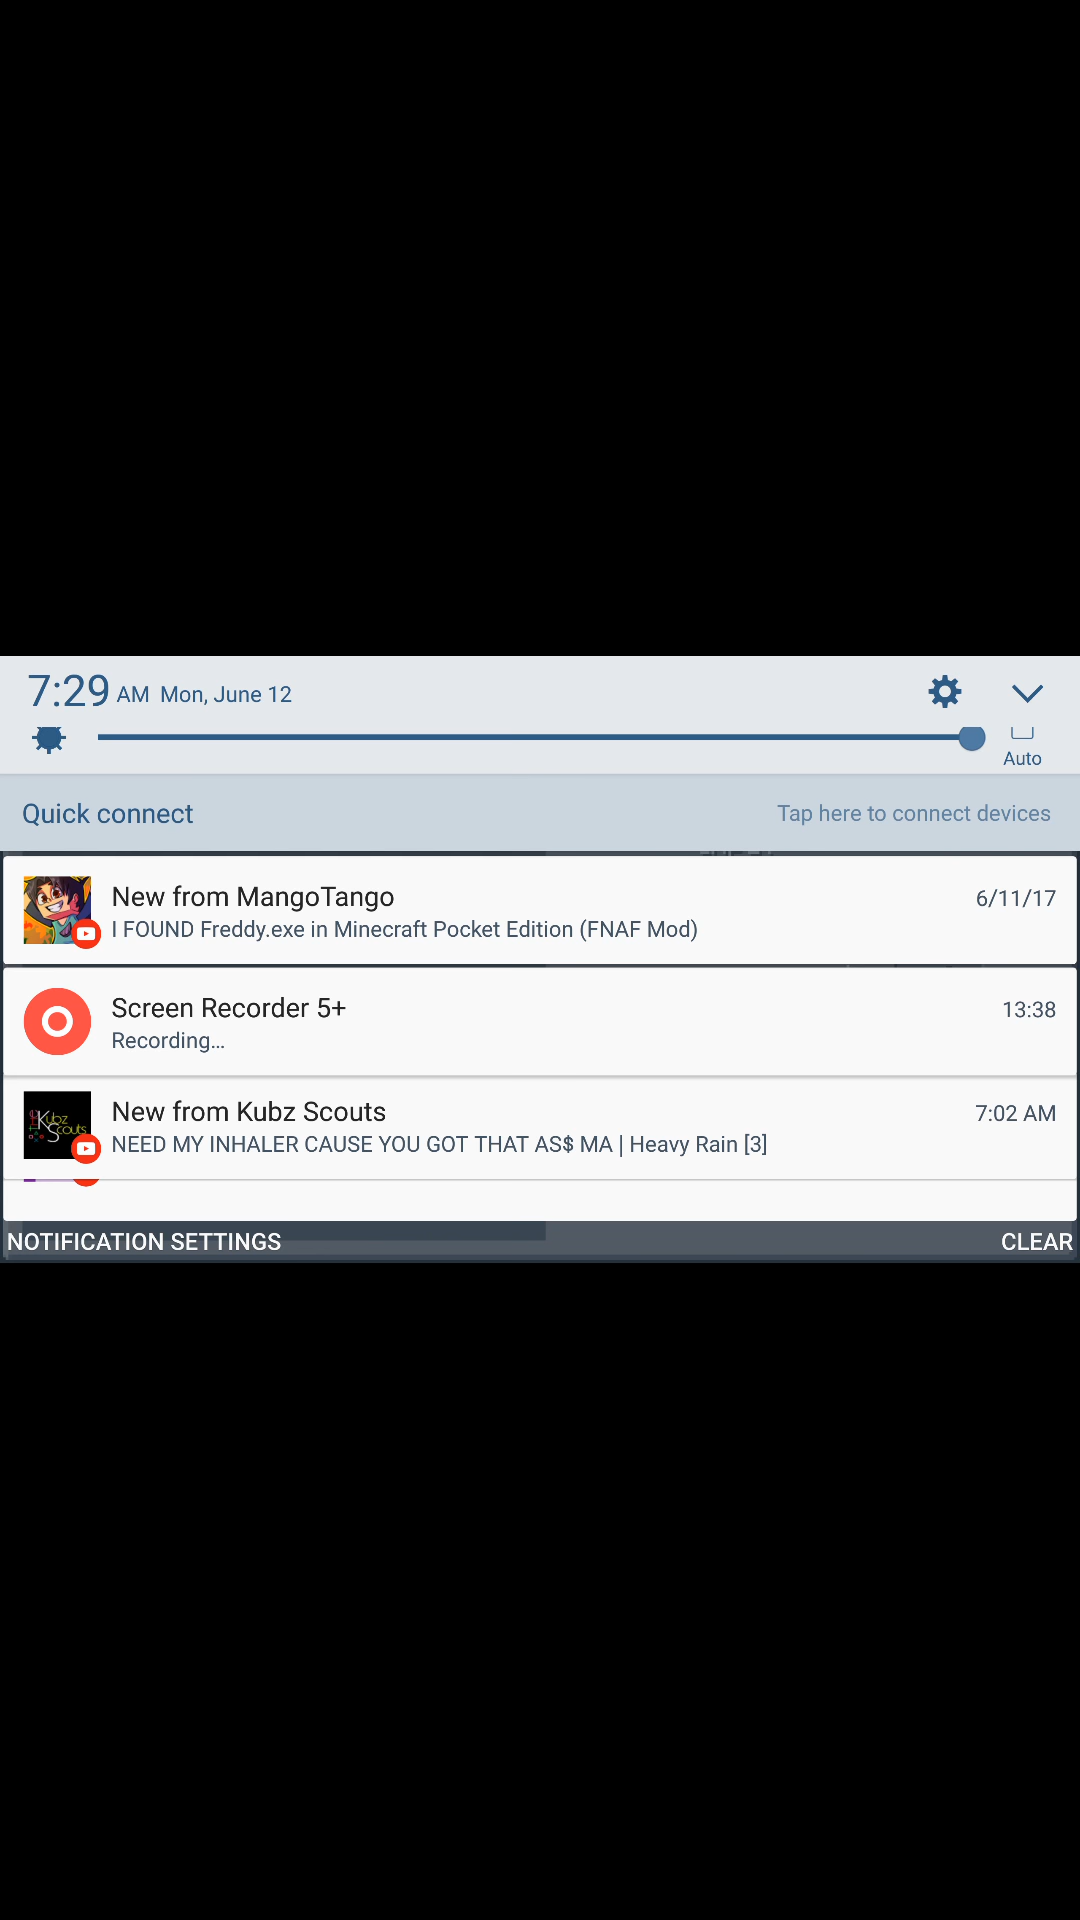 7:29 AM Mon, June 12
Auto
Quick connect
Tap here to connect devices
New from MangoTango
6/11/17
I FOUND Freddy.exe in Minecraft Pocket Edition (FNAF Mod)
Screen Recorder 5+
13:38
Recording...
Kubz
Scouts
New from Kubz Scouts
7:02 AM
NEED MY INHALER CAUSE YOU GOT THAT AS$ MA | Heavy Rain [3]
NOTIFICATION SETTINGS
CLEAR